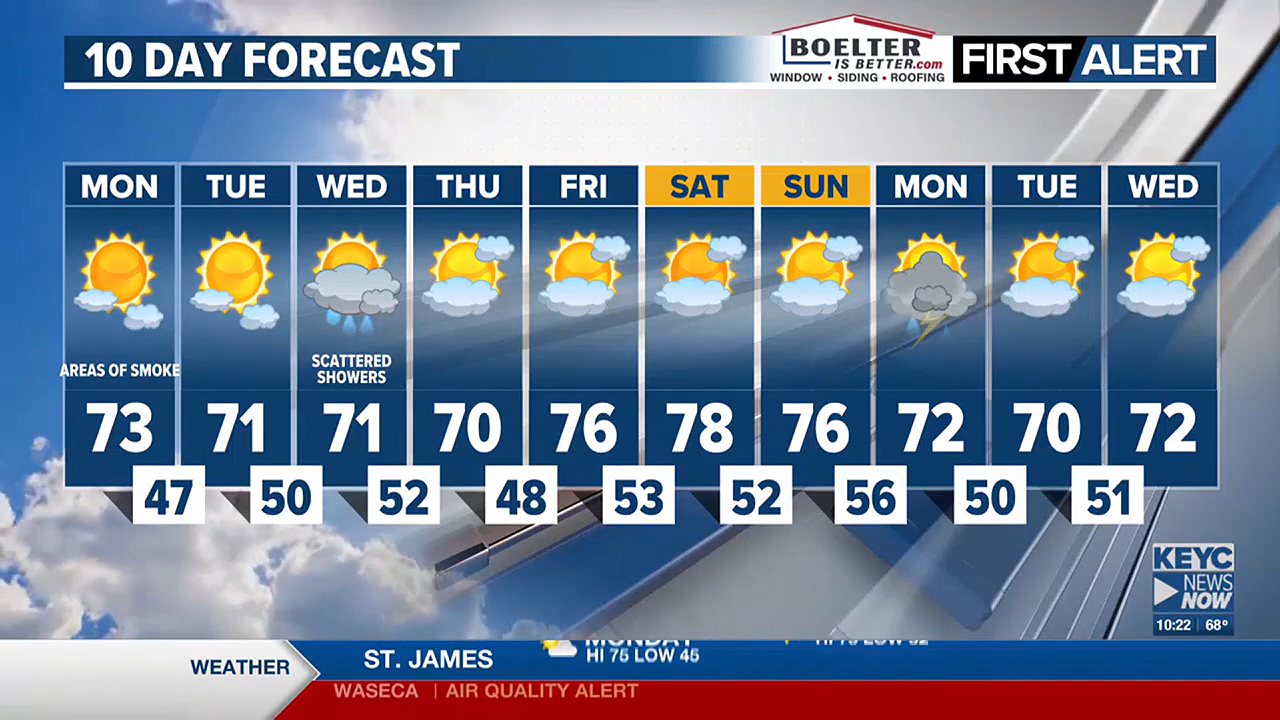 10 DAY FORECAST
BOELTER
IS BETTER.com
WINDOW • SIDING • ROOFING
FIRST ALERT
MON TUE WED THU FRI SAT SUN MON TUE WED
AREAS OF SMOKE
SCATTERED
SHOWERS
73 71 71 70 76 78 76 72 70 72
47 50 52 48 53 52 56 50 51
KEYC
NEWS
NOW
10:22 68°
WEATHER
ST. JAMES
MONDAY
HI 75 LOW 45
WASECA | AIR QUALITY ALERT